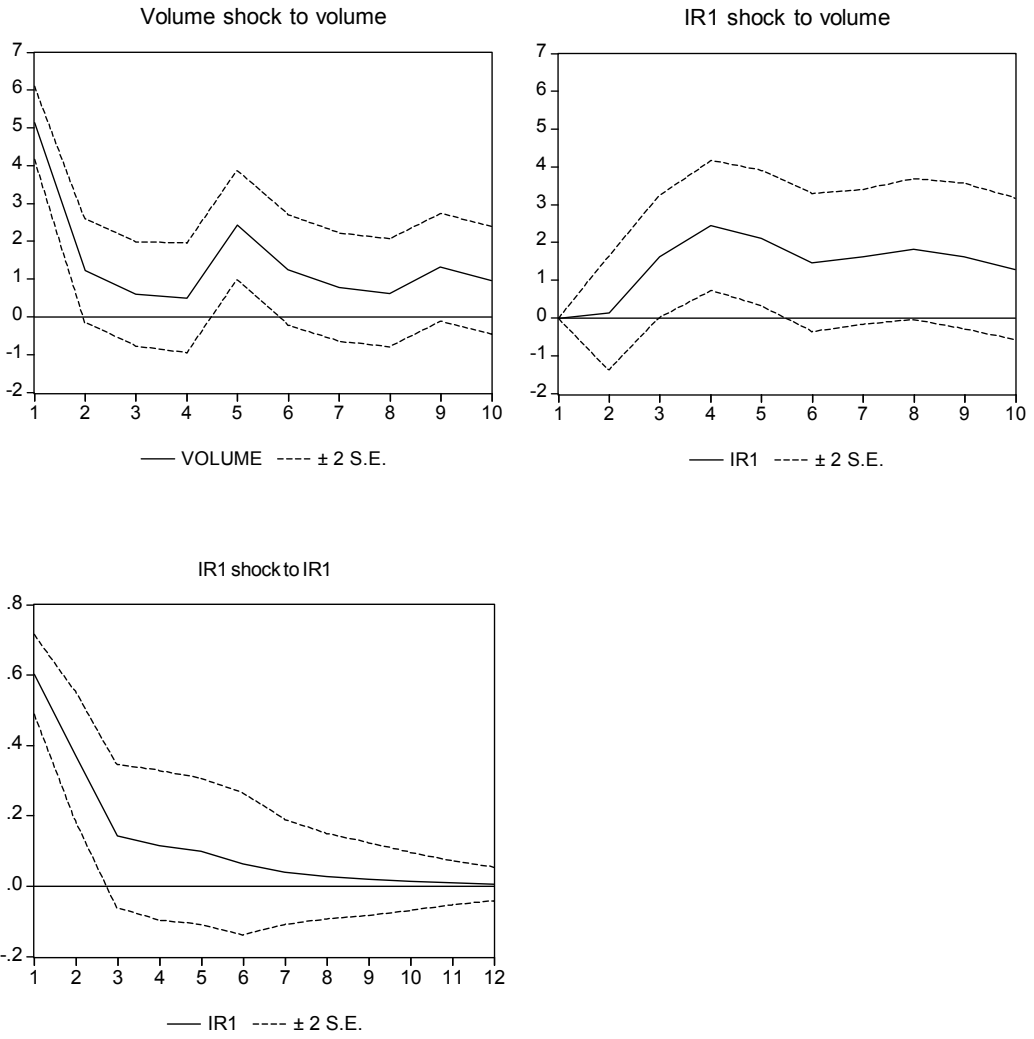 Volume shock to volume
7
6
5
4
3
2
1
0
-1
-2
1 2 3 4 5 6 7 8 9 10
VOLUME ± 2 S.E.
IR1 shock to volume
7
6
5
4
3
2
1
0
-1
-2
1 2 3 4 5 6 7 8 9 10
IR1 ± 2 S.E.
IR1 shock to IR1
.8
.6
.4
.2
.0
-.2
1 2 3 4 5 6 7 8 9 10 11 12
IR1 ± 2 S.E.